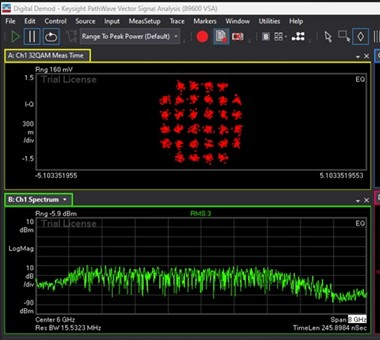 Digital Demod - Keysight PathWave Vector Signal Analysis (89600 VSA)
File Edit Control Source Input MeasSetup Trace Markers Window Utilities Help
Range To Peak Power (Default)
A: Ch1 32QAM Meas Time
Rng 160 mV
Trial License
EQ
1.5
I-Q
300
m
/div
-1.5
-5.1033551955
5.1033551953
B: Ch1 Spectrum
Rng -5.9 dBm
RMS:3
Trial License
EQ
10
dBm
LogMag
10
dB
/div
-90
dBm
Center 6 GHz
Span 8 GHz
Res BW 15.5323 MHz
TimeLen 245.8984 nSec